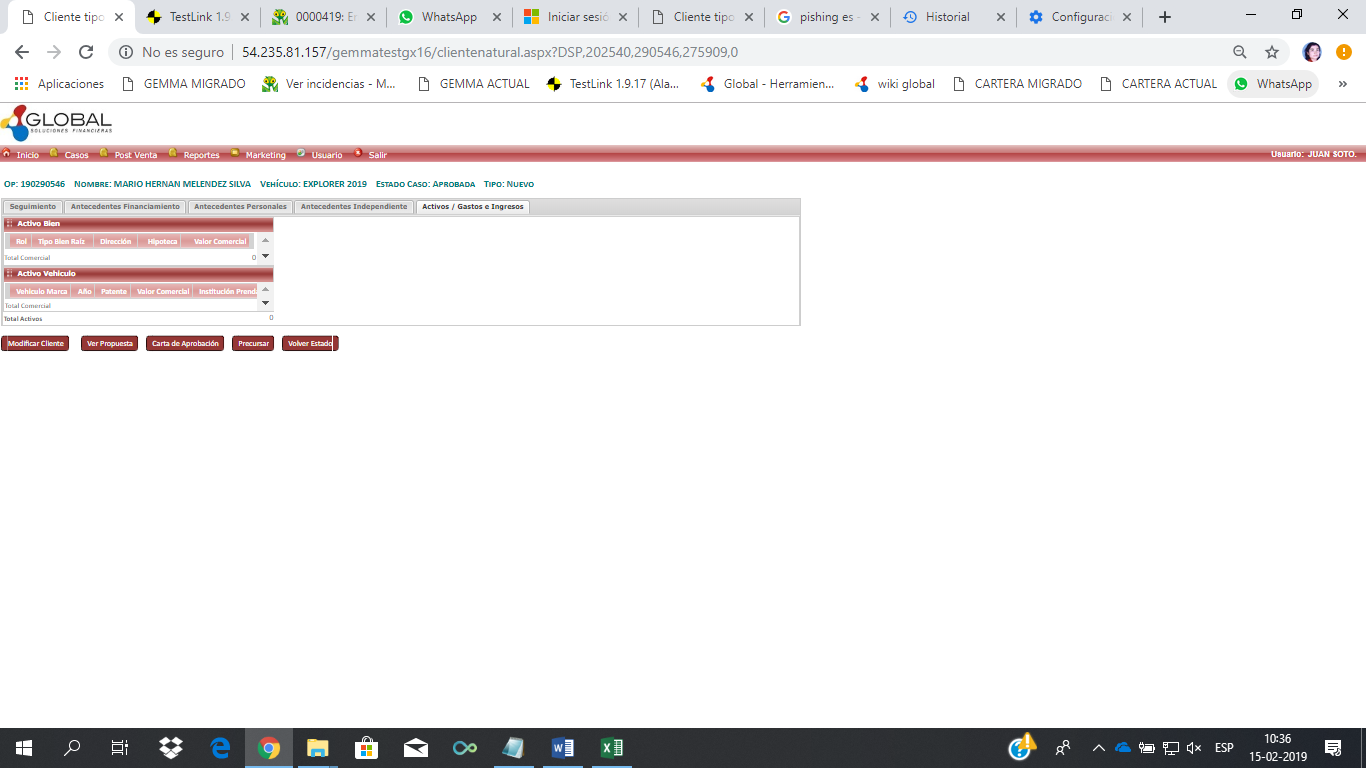 Cliente tipo TestLink 1.9 0000419: Er WhatsApp Iniciar sesió Cliente tipo pishing es - Historial Configuraci
No es seguro 54.235.81.157/gemmatestgx16/clientenatural.aspx?DSP,202540,290546,275909,0
Aplicaciones GEMMA MIGRADO Ver incidencias - M... GEMMA ACTUAL TestLink 1.9.17 (Ala... Global - Herramien... wiki global CARTERA MIGRADO CARTERA ACTUAL WhatsApp »
GLOBAL
SOLUCIONES FINANCIERAS
Inicio Casos Post Venta Reportes Marketing Usuario Salir Usuario: JUAN SOTO.
OP: 190290546 NOMBRE: MARIO HERNAN MELENDEZ SILVA VEHÍCULO: EXPLORER 2019 ESTADO CASO: APROBADA TIPO: NUEVO
Seguimiento Antecedentes Financiamiento Antecedentes Personales Antecedentes Independiente Activos / Gastos e Ingresos
Activo Bien
Rol Tipo Bien Raiz Dirección Hipoteca Valor Comercial
Total Comercial 0
Activo Vehiculo
Vehiculo Marca Año Patente Valor Comercial Institución Prend
Total Comercial
Total Activos 0
Modificar Cliente Ver Propuesta Carta de Aprobación Precursar Volver Estado
ESP
10:36
15-02-2019